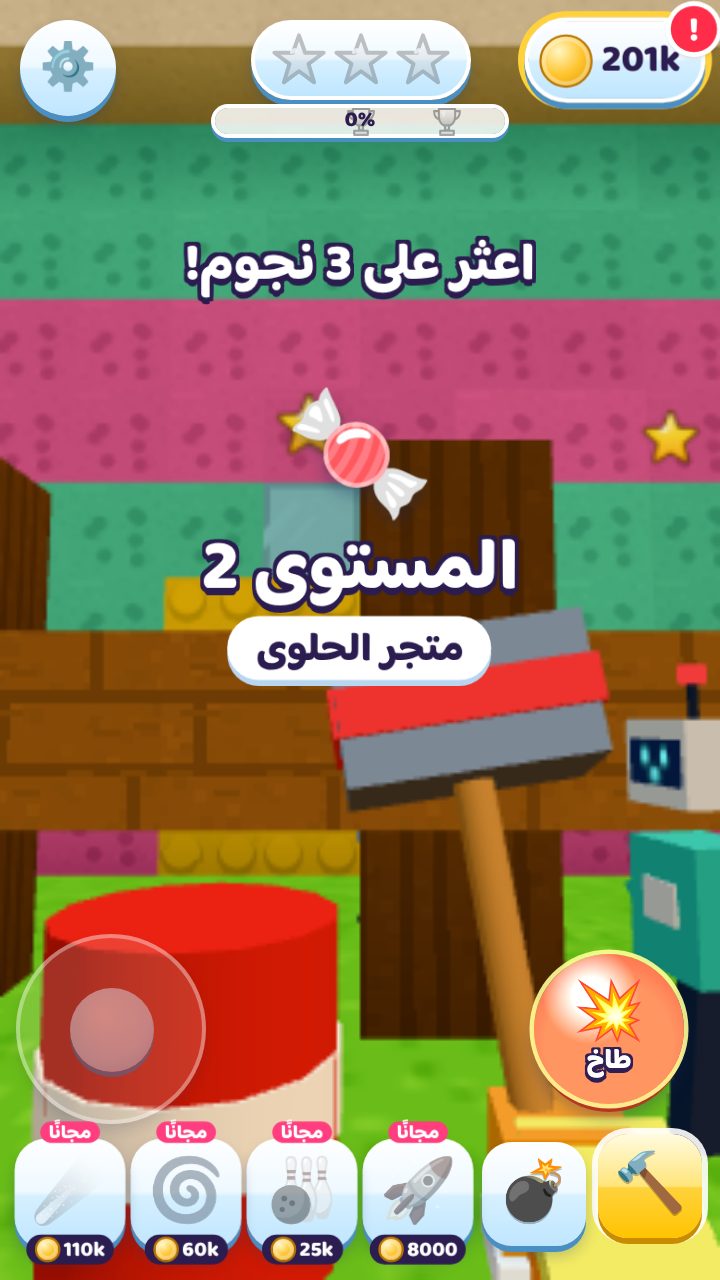 201k
!
0%
اعثر على 3 نجوم!
المستوى 2
متجر الحلوى
طاخ
مجانًا
مجانًا
مجانًا
مجانًا
110k
60k
25k
8000